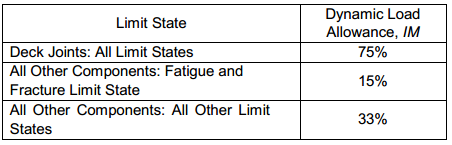 Limit State
Dynamic Load
Allowance, IM
Deck Joints: All Limit States
75%
All Other Components: Fatigue and
Fracture Limit State
15%
All Other Components: All Other Limit
States
33%